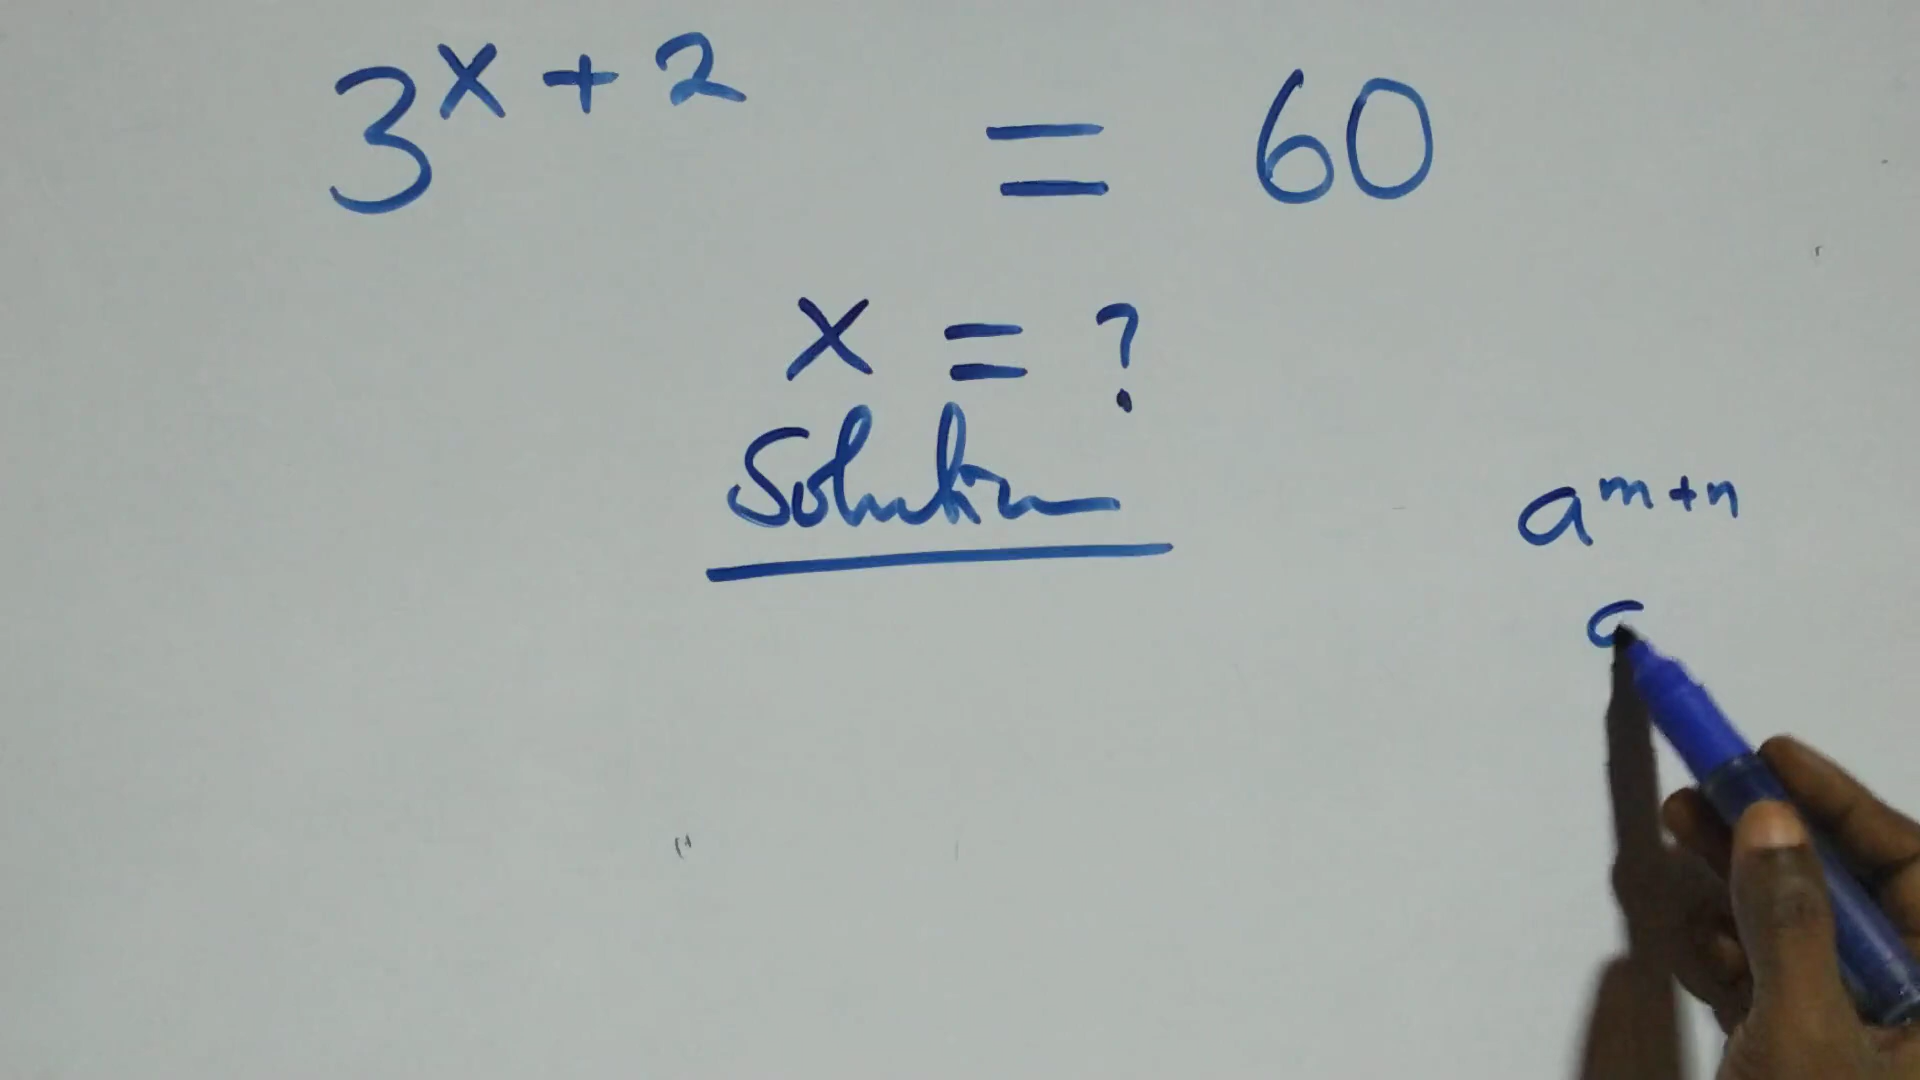 3^{x+2} = 60
x = ?
Solution
a^{m+n}
a